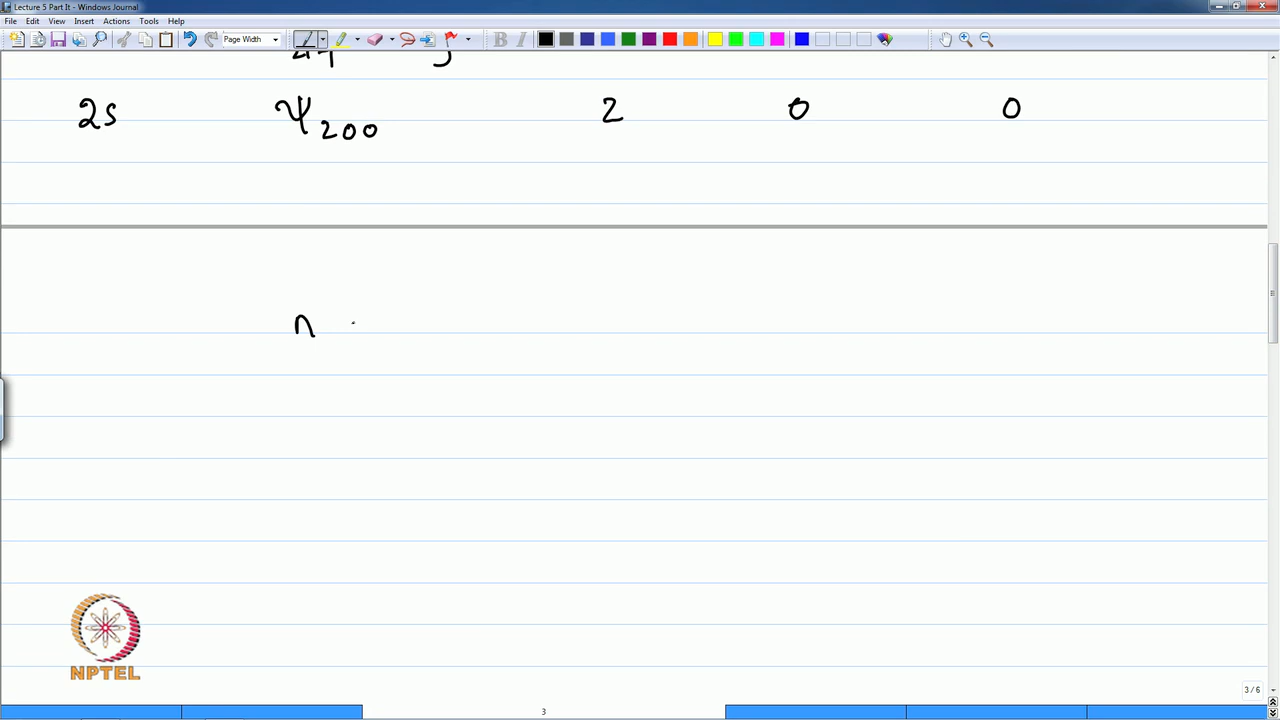 Lecture 5 Part It - Windows Journal
File Edit View Insert Actions Tools Help
Page Width
2s ψ200 2 0 0
n
NPTEL
3 / 6
3